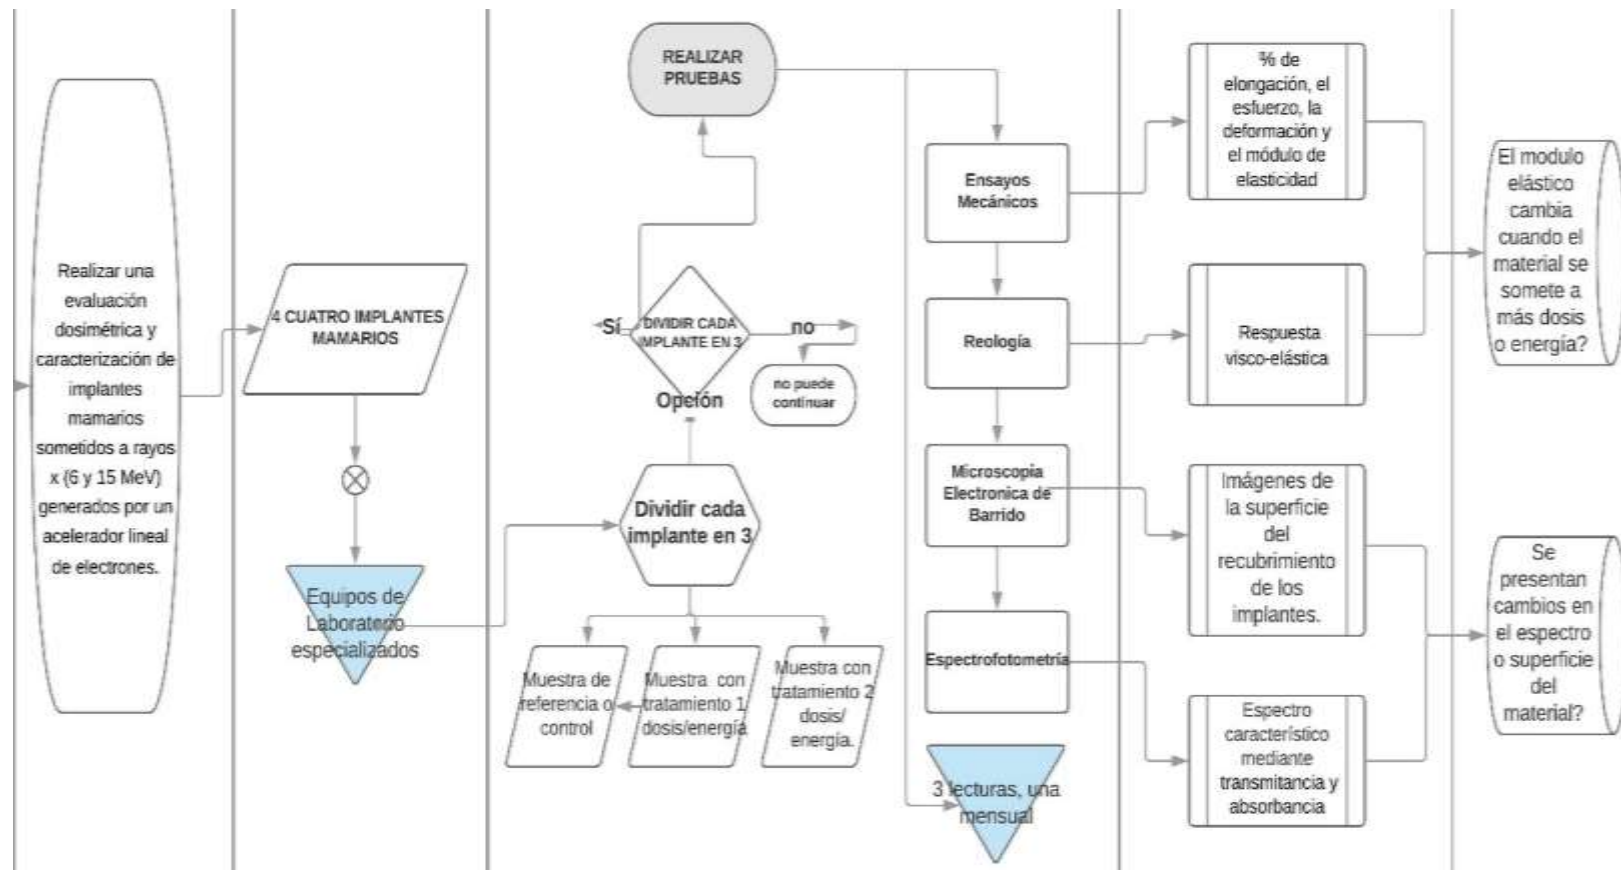 Realizar una
evaluación
dosimétrica y
caracterización de
implantes
mamarios
sometidos a rayos
x (6 y 15 MeV)
generados por un
acelerador lineal
de electrones.
4 CUATRO IMPLANTES
MAMARIOS
Equipos de
Laboratorio
especializados
REALIZAR
PRUEBAS
Sí
DIVIDIR CADA
IMPLANTE EN 3
no
no puede
continuar
Opción
Dividir cada
implante en 3
Muestra de
referencia o
control
Muestra con
tratamiento 1
dosis/energía
Muestra con
tratamiento 2
dosis/
energía.
Ensayos
Mecánicos
Reología
Microscopia
Electronica de
Barrido
Espectrofotometría
3 lecturas, una
mensual
% de
elongación, el
esfuerzo, la
deformación y
el módulo de
elasticidad
Respuesta
visco-elástica
Imágenes de
la superficie
del
recubrimiento
de los
implantes.
Espectro
característico
mediante
transmitancia y
absorbancia
El modulo
elástico
cambia
cuando el
material se
somete a
más dosis
o energía?
Se
presentan
cambios en
el espectro
o superficie
del
material?